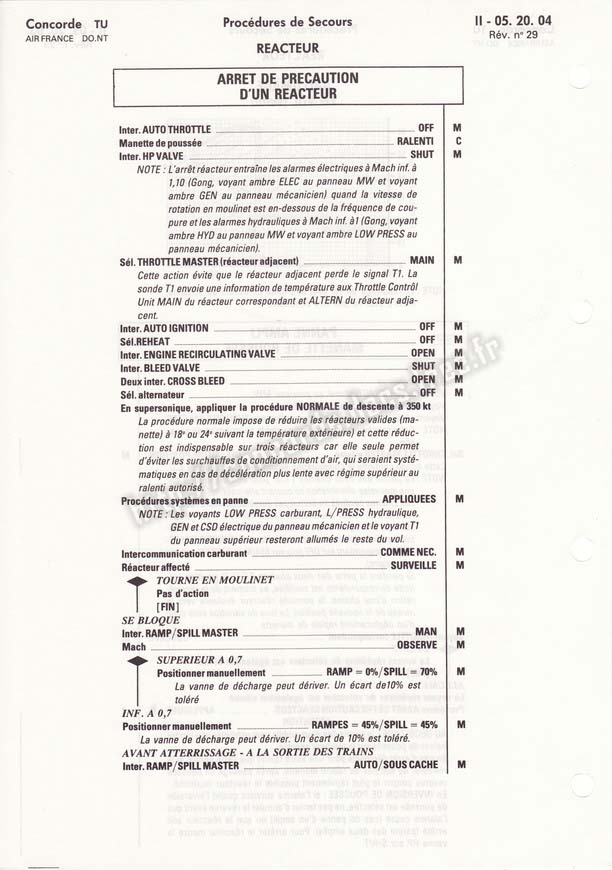 Concorde TU
Procédures de Secours
II - 05. 20. 04
AIR FRANCE DO.NT
Rév. n° 29
REACTEUR
ARRET DE PRECAUTION
D'UN REACTEUR
Inter. AUTO THROTTLE OFF M
Manette de poussée RALENTI C
Inter. HP VALVE SHUT M
NOTE : L'arrêt réacteur entraîne les alarmes électriques à Mach inf. à
1,10 (Gong, voyant ambre ELEC au panneau MW et voyant
ambre GEN au panneau mécanicien) quand la vitesse de
rotation en moulinet est en-dessous de la fréquence de cou-
pure et les alarmes hydrauliques à Mach inf. à1 (Gong, voyant
ambre HYD au panneau MW et voyant ambre LOW PRESS au
panneau mécanicien).
Sél. THROTTLE MASTER (réacteur adjacent) MAIN M
Cette action évite que le réacteur adjacent perde le signal T1. La
sonde T1 envoie une information de température aux Throttle Contrôl
Unit MAIN du réacteur correspondant et ALTERN du réacteur adja-
cent.
Inter. AUTO IGNITION OFF M
Sél.REHEAT OFF M
Inter. ENGINE RECIRCULATING VALVE OPEN M
Inter. BLEED VALVE SHUT M
Deux inter. CROSS BLEED OPEN M
Sél. alternateur OFF M
En supersonique, appliquer la procédure NORMALE de descente à 350 kt
La procédure normale impose de réduire les réacteurs valides (ma-
nette) à 18° ou 24° suivant la température extérieure) et cette réduc-
tion est indispensable sur trois réacteurs car elle seule permet
d'éviter les surchauffes de conditionnement d'air, qui seraient systé-
matiques en cas de décélération plus lente avec régime supérieur au
ralenti autorisé.
Procédures systèmes en panne APPLIQUEES M
NOTE : Les voyants LOW PRESS carburant, L/PRESS hydraulique,
GEN et CSD électrique du panneau mécanicien et le voyant T1
du panneau supérieur resteront allumés le reste du vol.
Intercommunication carburant COMME NEC. M
Réacteur affecté SURVEILLE M
TOURNE EN MOULINET
Pas d'action
[FIN]
SE BLOQUE
Inter. RAMP/SPILL MASTER MAN M
Mach OBSERVE M
SUPERIEUR A 0,7
Positionner manuellement RAMP = 0%/SPILL = 70% M
La vanne de décharge peut dériver. Un écart de10% est
toléré
INF. A 0,7
Positionner manuellement RAMPES = 45%/SPILL = 45% M
La vanne de décharge peut dériver. Un écart de 10% est toléré.
AVANT ATTERRISSAGE - A LA SORTIE DES TRAINS
Inter. RAMP/SPILL MASTER AUTO/SOUS CACHE M